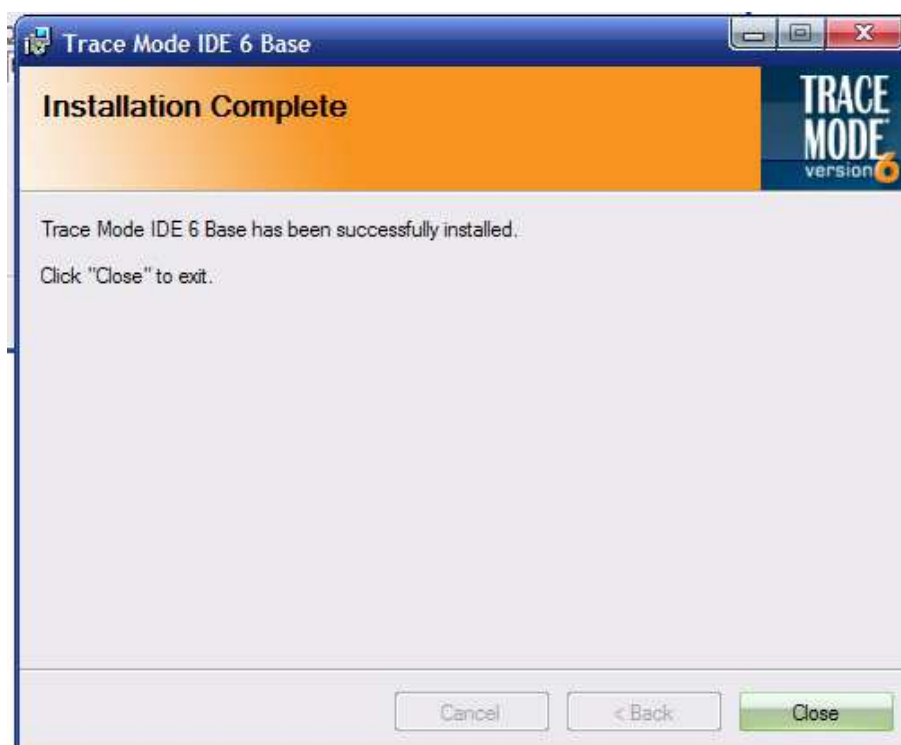 Trace Mode IDE 6 Base
Installation Complete
TRACE
MODE
version 6
Trace Mode IDE 6 Base has been successfully installed.
Click "Close" to exit.
Cancel
< Back
Close